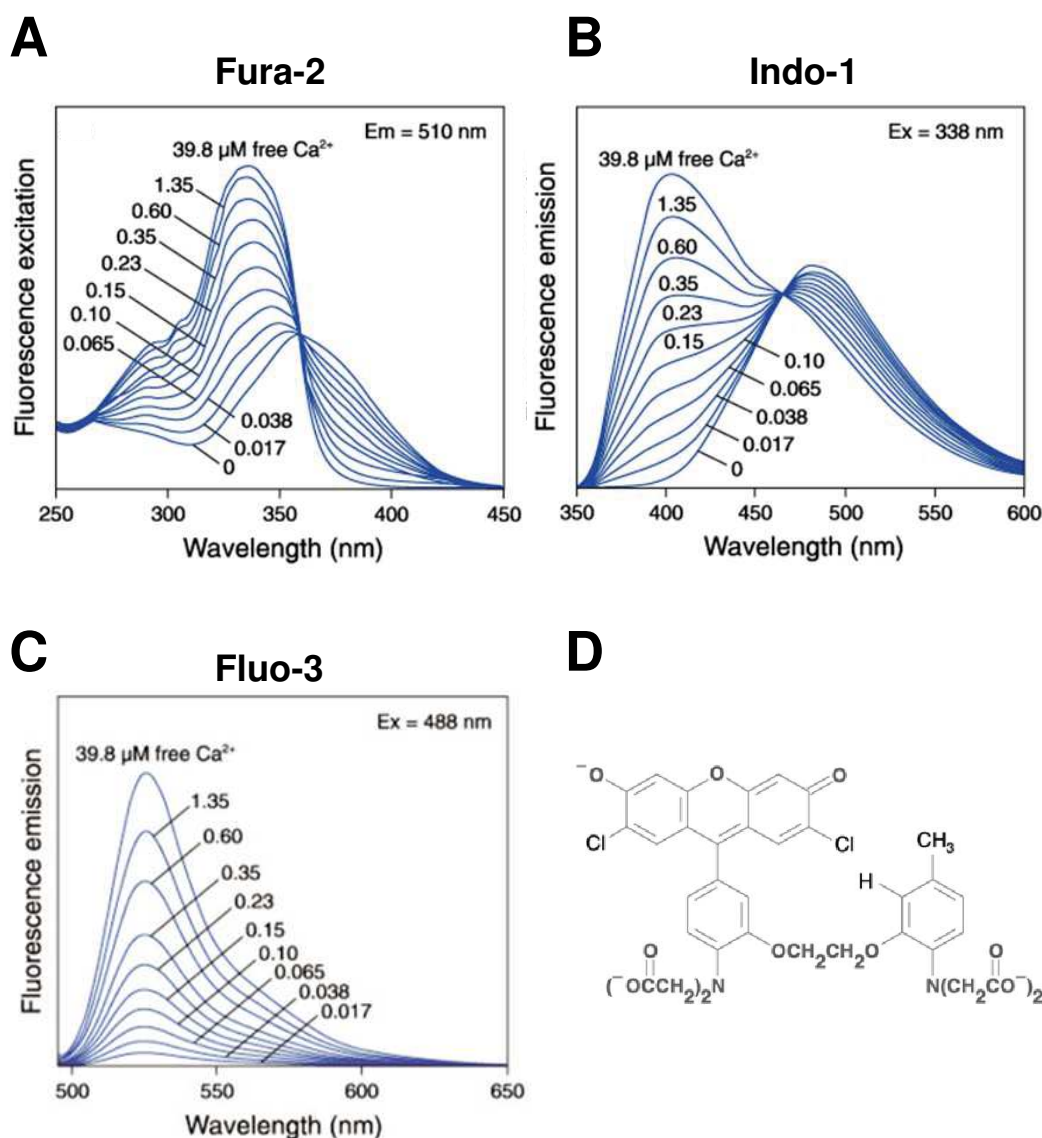 A
Fura-2
Em = 510 nm
39.8 µM free Ca²⁺
1.35
0.60
0.35
0.23
0.15
0.10
0.065
0.038
0.017
0
Fluorescence excitation
250 300 350 400 450
Wavelength (nm)
B
Indo-1
Ex = 338 nm
39.8 µM free Ca²⁺
1.35
0.60
0.35
0.23
0.15
0.10
0.065
0.038
0.017
0
Fluorescence emission
350 400 450 500 550 600
Wavelength (nm)
C
Fluo-3
Ex = 488 nm
39.8 µM free Ca²⁺
1.35
0.60
0.35
0.23
0.15
0.10
0.065
0.038
0.017
Fluorescence emission
500 550 600 650
Wavelength (nm)
D
⁻O O O
Cl Cl
CH₃
H
OCH₂CH₂O
O O
(⁻OCCH₂)₂N N(CH₂CO⁻)₂